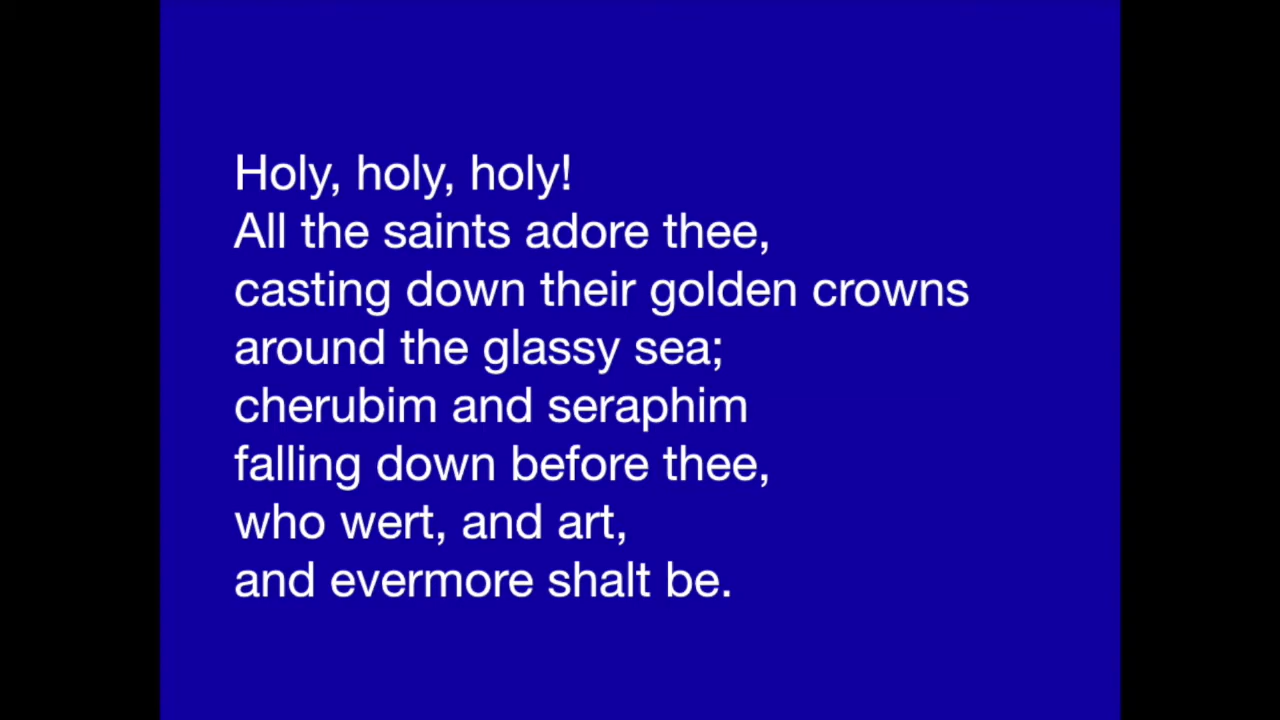 Holy, holy, holy!
All the saints adore thee,
casting down their golden crowns
around the glassy sea;
cherubim and seraphim
falling down before thee,
who wert, and art,
and evermore shalt be.